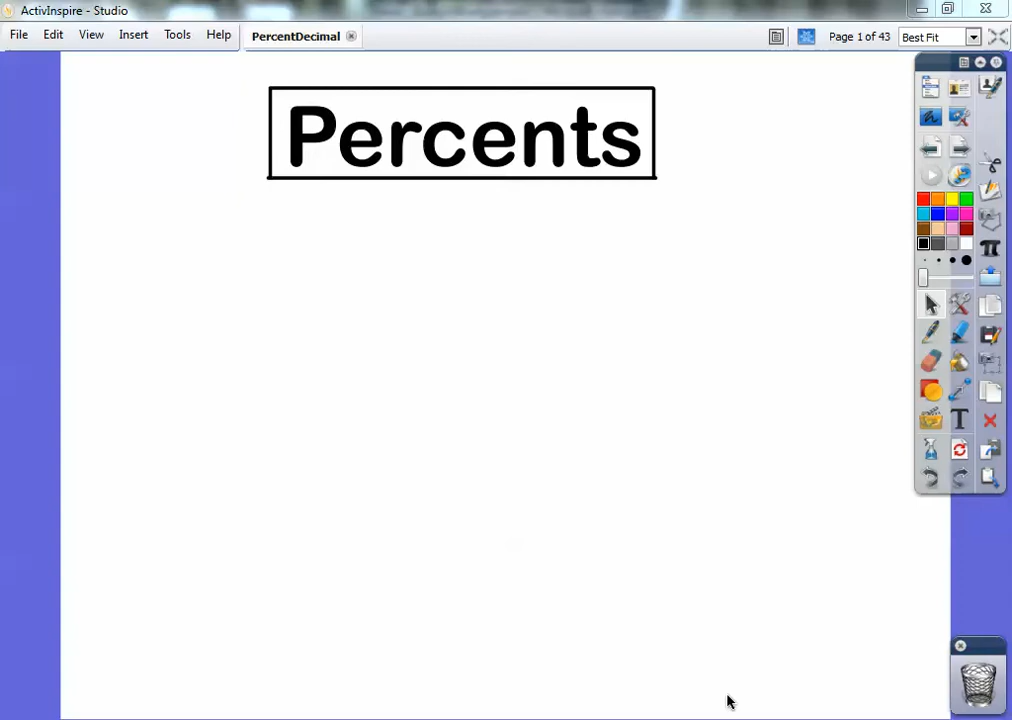 ActivInspire - Studio
File Edit View Insert Tools Help PercentDecimal Page 1 of 43 Best Fit
Percents